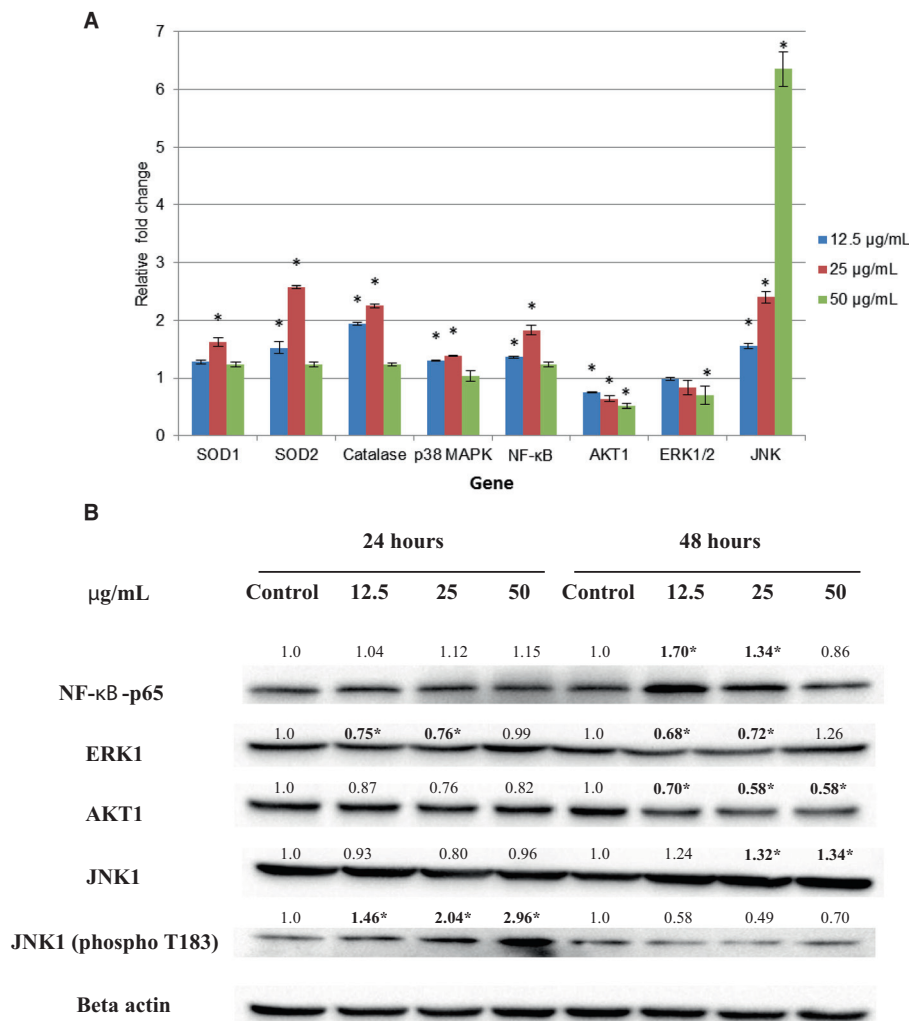 A
7
6
5
4
3
2
1
0
Relative fold change
* * * * * * * * * * * * * * * *
SOD1 SOD2 Catalase p38 MAPK NF-κB AKT1 ERK1/2 JNK
Gene
12.5 µg/mL
25 µg/mL
50 µg/mL
B
24 hours 48 hours
µg/mL Control 12.5 25 50 Control 12.5 25 50
1.0 1.04 1.12 1.15 1.0 1.70* 1.34* 0.86
NF-κB-p65
1.0 0.75* 0.76* 0.99 1.0 0.68* 0.72* 1.26
ERK1
1.0 0.87 0.76 0.82 1.0 0.70* 0.58* 0.58*
AKT1
1.0 0.93 0.80 0.96 1.0 1.24 1.32* 1.34*
JNK1
1.0 1.46* 2.04* 2.96* 1.0 0.58 0.49 0.70
JNK1 (phospho T183)
Beta actin